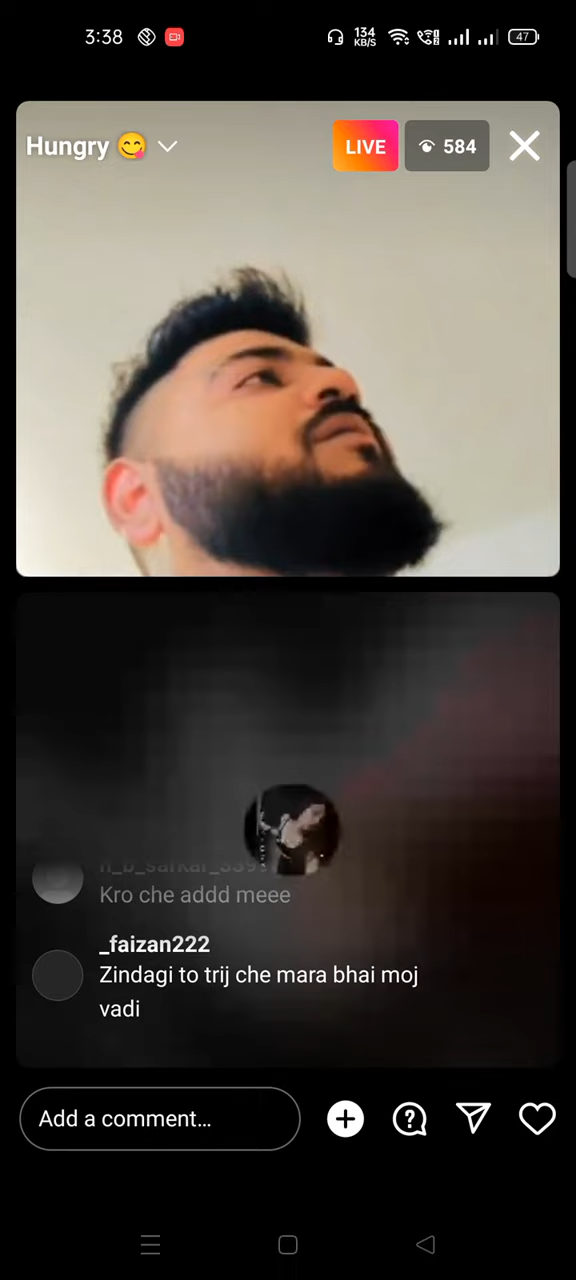 3:38
134
KB/S
47
Hungry 😋
LIVE
584
Kro che addd meee
_faizan222
Zindagi to trij che mara bhai moj
vadi
Add a comment...